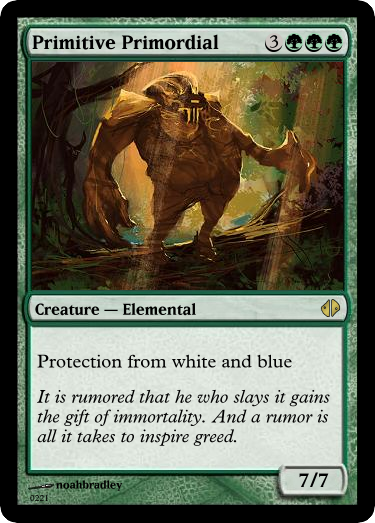 Primitive Primordial 3
Creature — Elemental
Protection from white and blue
It is rumored that he who slays it gains
the gift of immortality. And a rumor is
all it takes to inspire greed.
7/7
noahbradley
0221